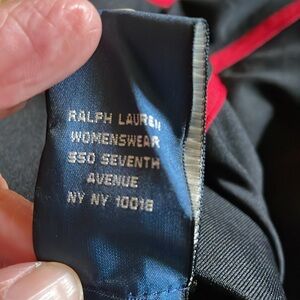 RALPH LAUREN
WOMENSWEAR
550 SEVENTH
AVENUE
NY NY 10018